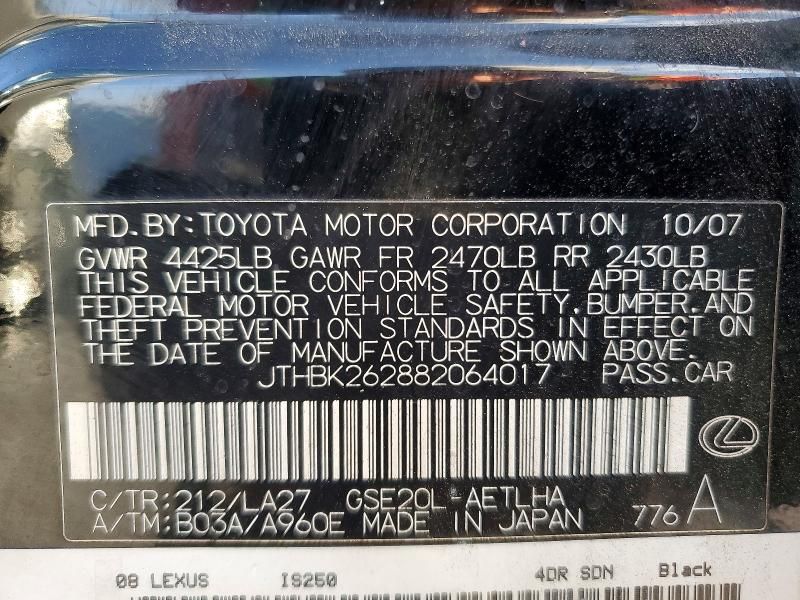 MFD. BY: TOYOTA MOTOR CORPORATION 10/07
GVWR 4425LB GAWR FR 2470LB RR 2430LB
THIS VEHICLE CONFORMS TO ALL APPLICABLE
FEDERAL MOTOR VEHICLE SAFETY, BUMPER, AND
THEFT PREVENTION STANDARDS IN EFFECT ON
THE DATE OF MANUFACTURE SHOWN ABOVE.
JTHBK262882064017 PASS. CAR
C/TR: 212/LA27 GSE20L-AETLHA
A/TM: B03A/A960E MADE IN JAPAN 776 A
08 LEXUS IS250 4DR SDN Black